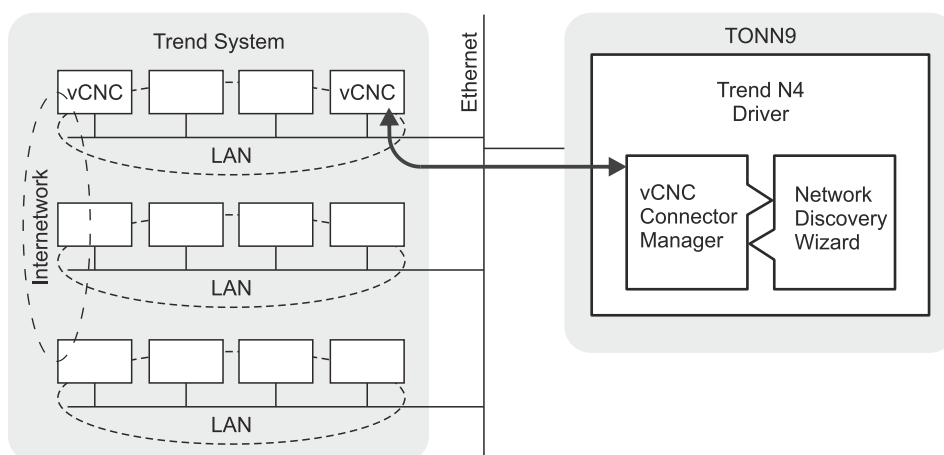 Trend System
vCNC
vCNC
LAN
Internetwork
LAN
LAN
Ethernet
TONN9
Trend N4
Driver
vCNC
Connector
Manager
Network
Discovery
Wizard